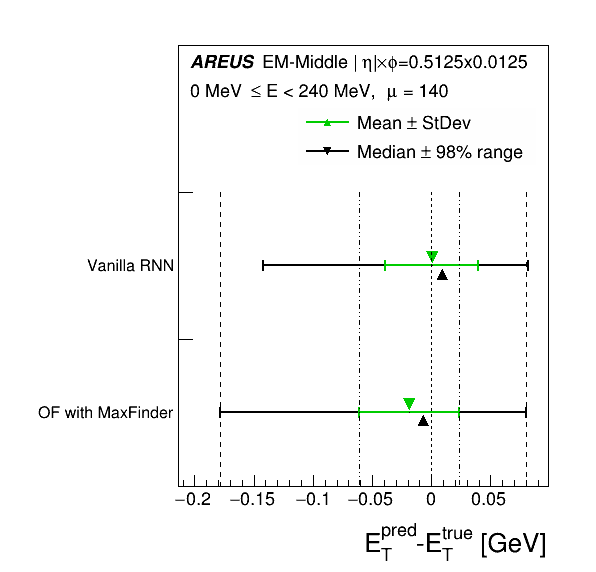 AREUS EM-Middle |η|×φ=0.5125x0.0125
0 MeV ≤ E < 240 MeV, μ = 140
Mean ± StDev
Median ± 98% range
Vanilla RNN
OF with MaxFinder
−0.2 −0.15 −0.1 −0.05 0 0.05
E_T^pred-E_T^true [GeV]